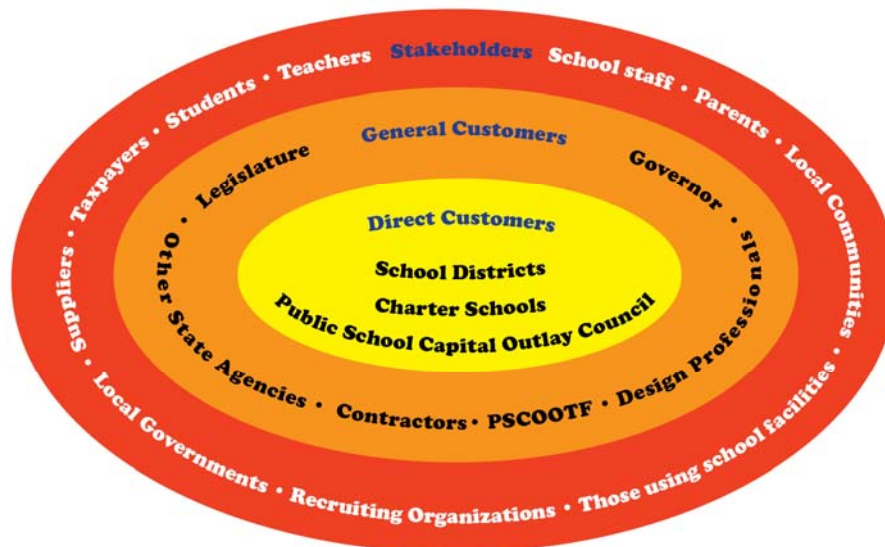 Stakeholders
Suppliers • Taxpayers • Students • Teachers
School staff • Parents • Local Communities •
• Local Governments • Recruiting Organizations • Those using school facilities
General Customers
Other State Agencies • Legislature
Governor •
• Contractors • PSCOOTF • Design Professionals
Direct Customers
School Districts
Charter Schools
Public School Capital Outlay Council